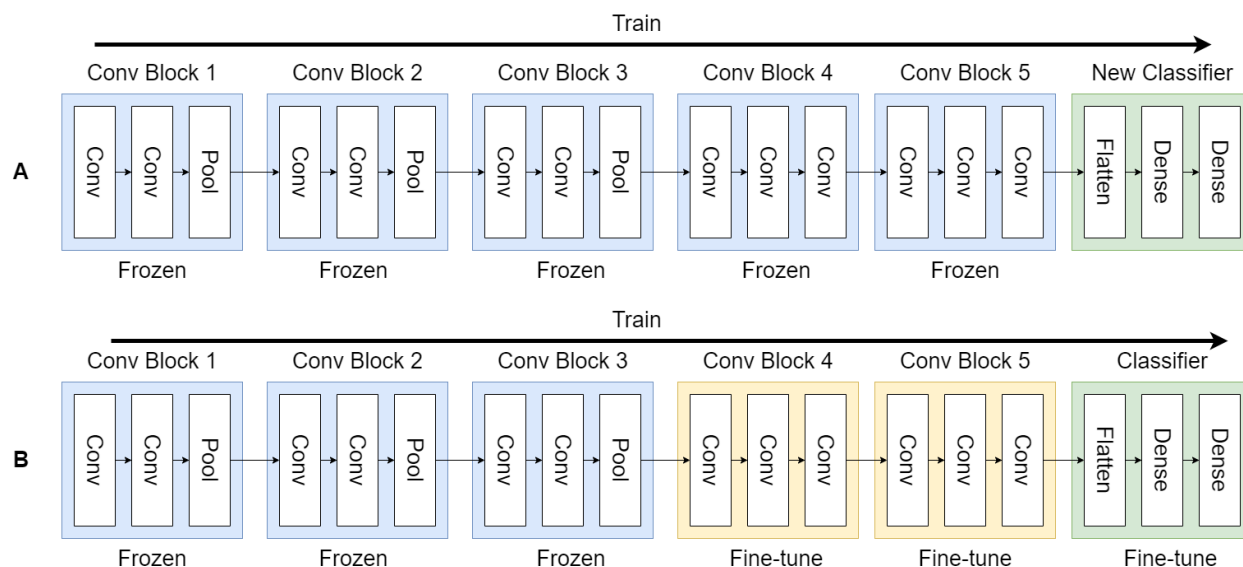 Train
Conv Block 1 Conv Block 2 Conv Block 3 Conv Block 4 Conv Block 5 New Classifier
A
Conv Conv Pool Conv Conv Pool Conv Conv Pool Conv Conv Conv Conv Conv Conv Flatten Dense Dense
Frozen Frozen Frozen Frozen Frozen
Train
Conv Block 1 Conv Block 2 Conv Block 3 Conv Block 4 Conv Block 5 Classifier
B
Conv Conv Pool Conv Conv Pool Conv Conv Pool Conv Conv Conv Conv Conv Conv Flatten Dense Dense
Frozen Frozen Frozen Fine-tune Fine-tune Fine-tune